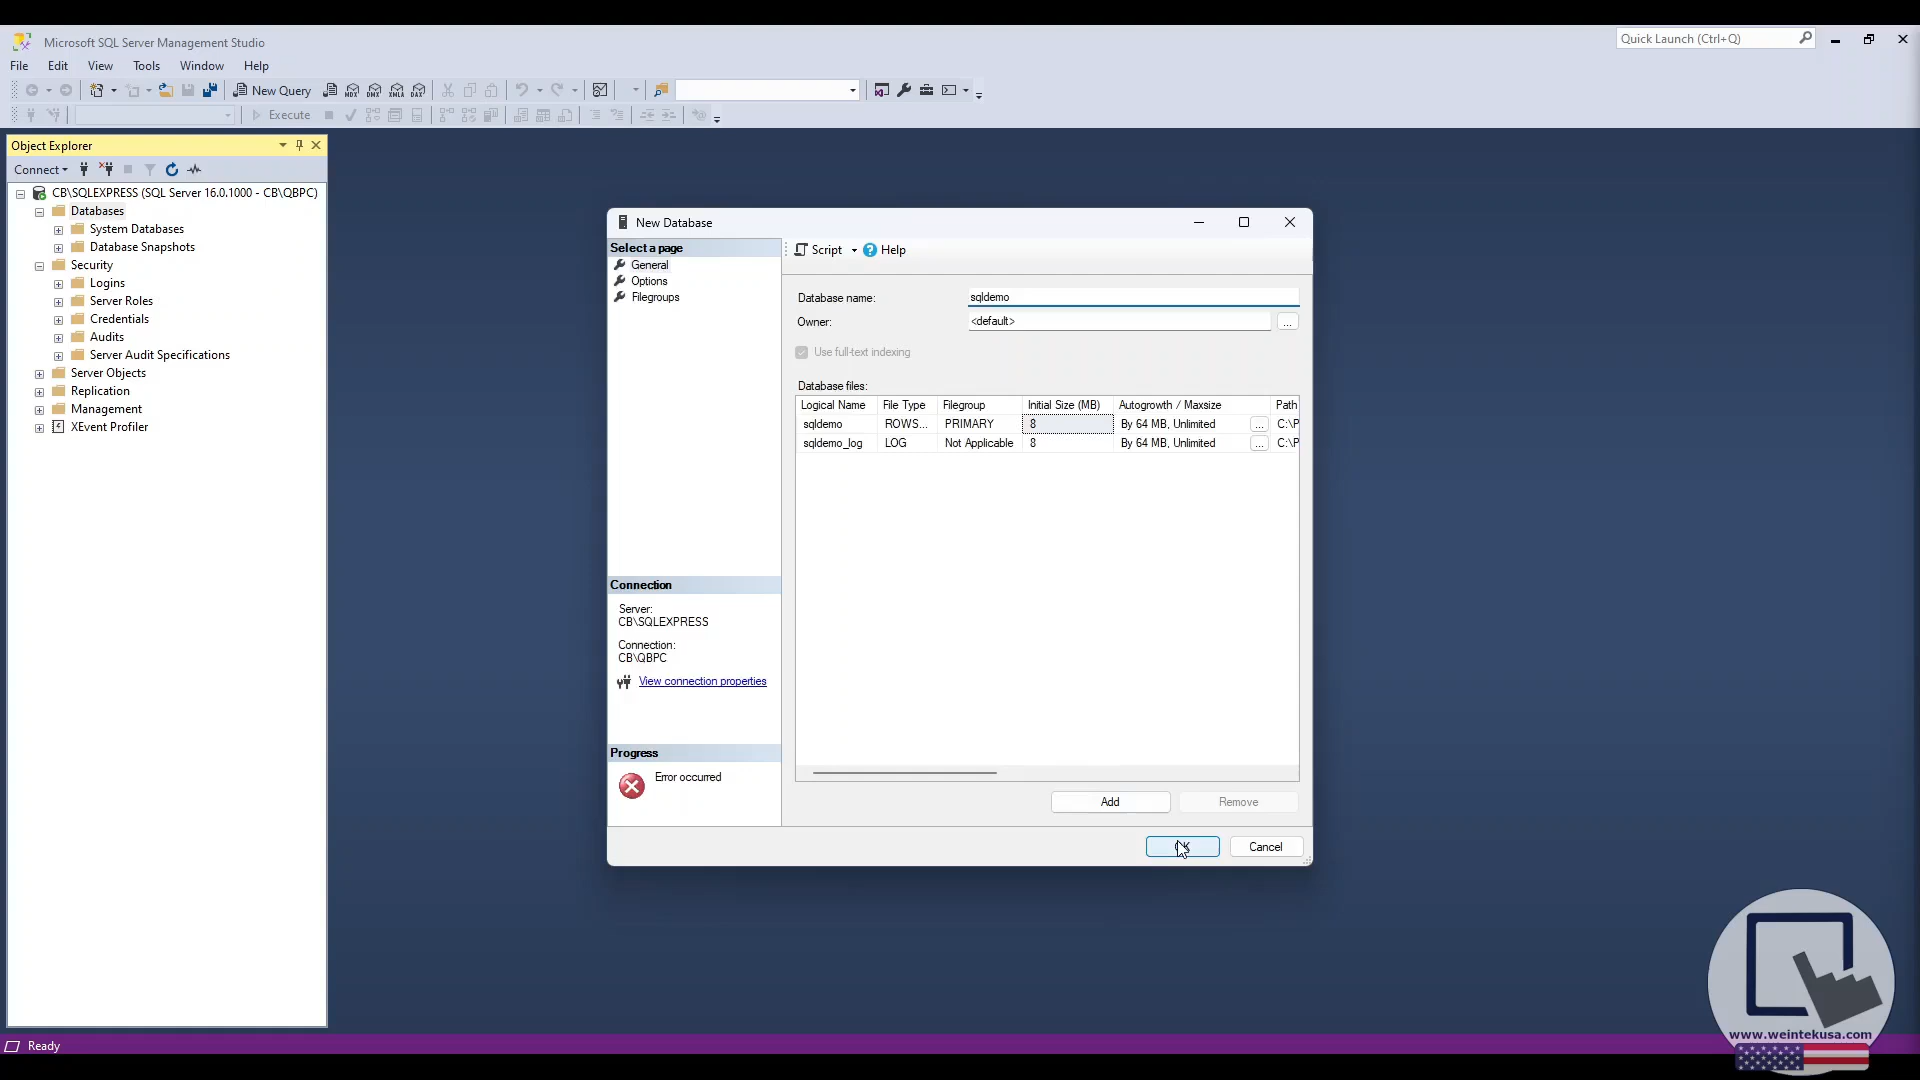 Microsoft SQL Server Management Studio
Quick Launch (Ctrl+Q)
File Edit View Tools Window Help
New Query
MDX DMX XMLA DAX
Execute
Object Explorer
Connect
CB\SQLEXPRESS (SQL Server 16.0.1000 - CB\QBPC)
Databases
System Databases
Database Snapshots
Security
Logins
Server Roles
Credentials
Audits
Server Audit Specifications
Server Objects
Replication
Management
XEvent Profiler
New Database
Select a page
General
Options
Filegroups
Script Help
Database name: sqldemo
Owner: <default> ...
Use full-text indexing
Database files:
Logical Name File Type Filegroup Initial Size (MB) Autogrowth / Maxsize Path
sqldemo ROWS... PRIMARY 8 By 64 MB, Unlimited ... C:\P
sqldemo_log LOG Not Applicable 8 By 64 MB, Unlimited ... C:\P
Connection
Server:
CB\SQLEXPRESS
Connection:
CB\QBPC
View connection properties
Progress
Error occurred
Add Remove
Cancel
Ready
www.weintekusa.com